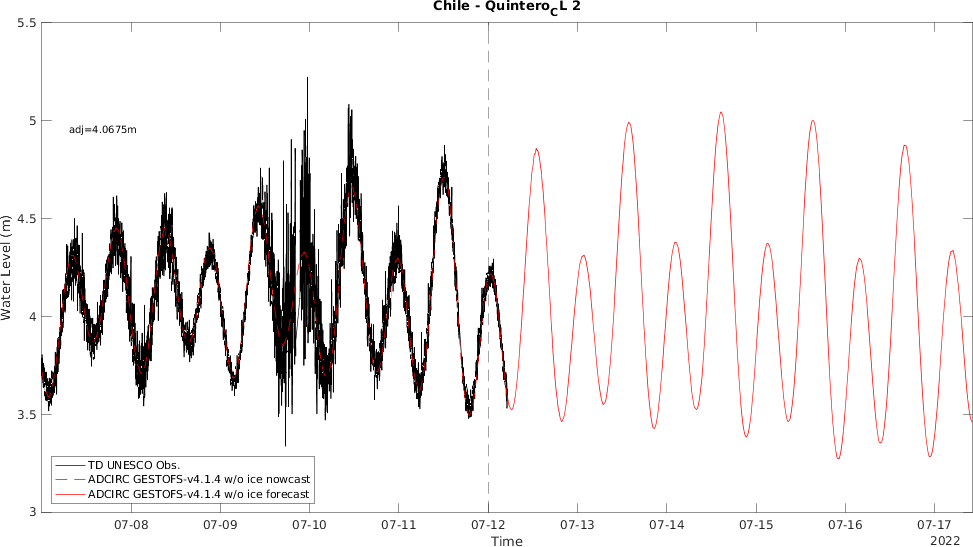 Chile - Quintero_CL 2
5.5
5
4.5
4
3.5
3
Water Level (m)
adj=4.0675m
TD UNESCO Obs.
ADCIRC GESTOFS-v4.1.4 w/o ice nowcast
ADCIRC GESTOFS-v4.1.4 w/o ice forecast
07-08 07-09 07-10 07-11 07-12 07-13 07-14 07-15 07-16 07-17
Time
2022